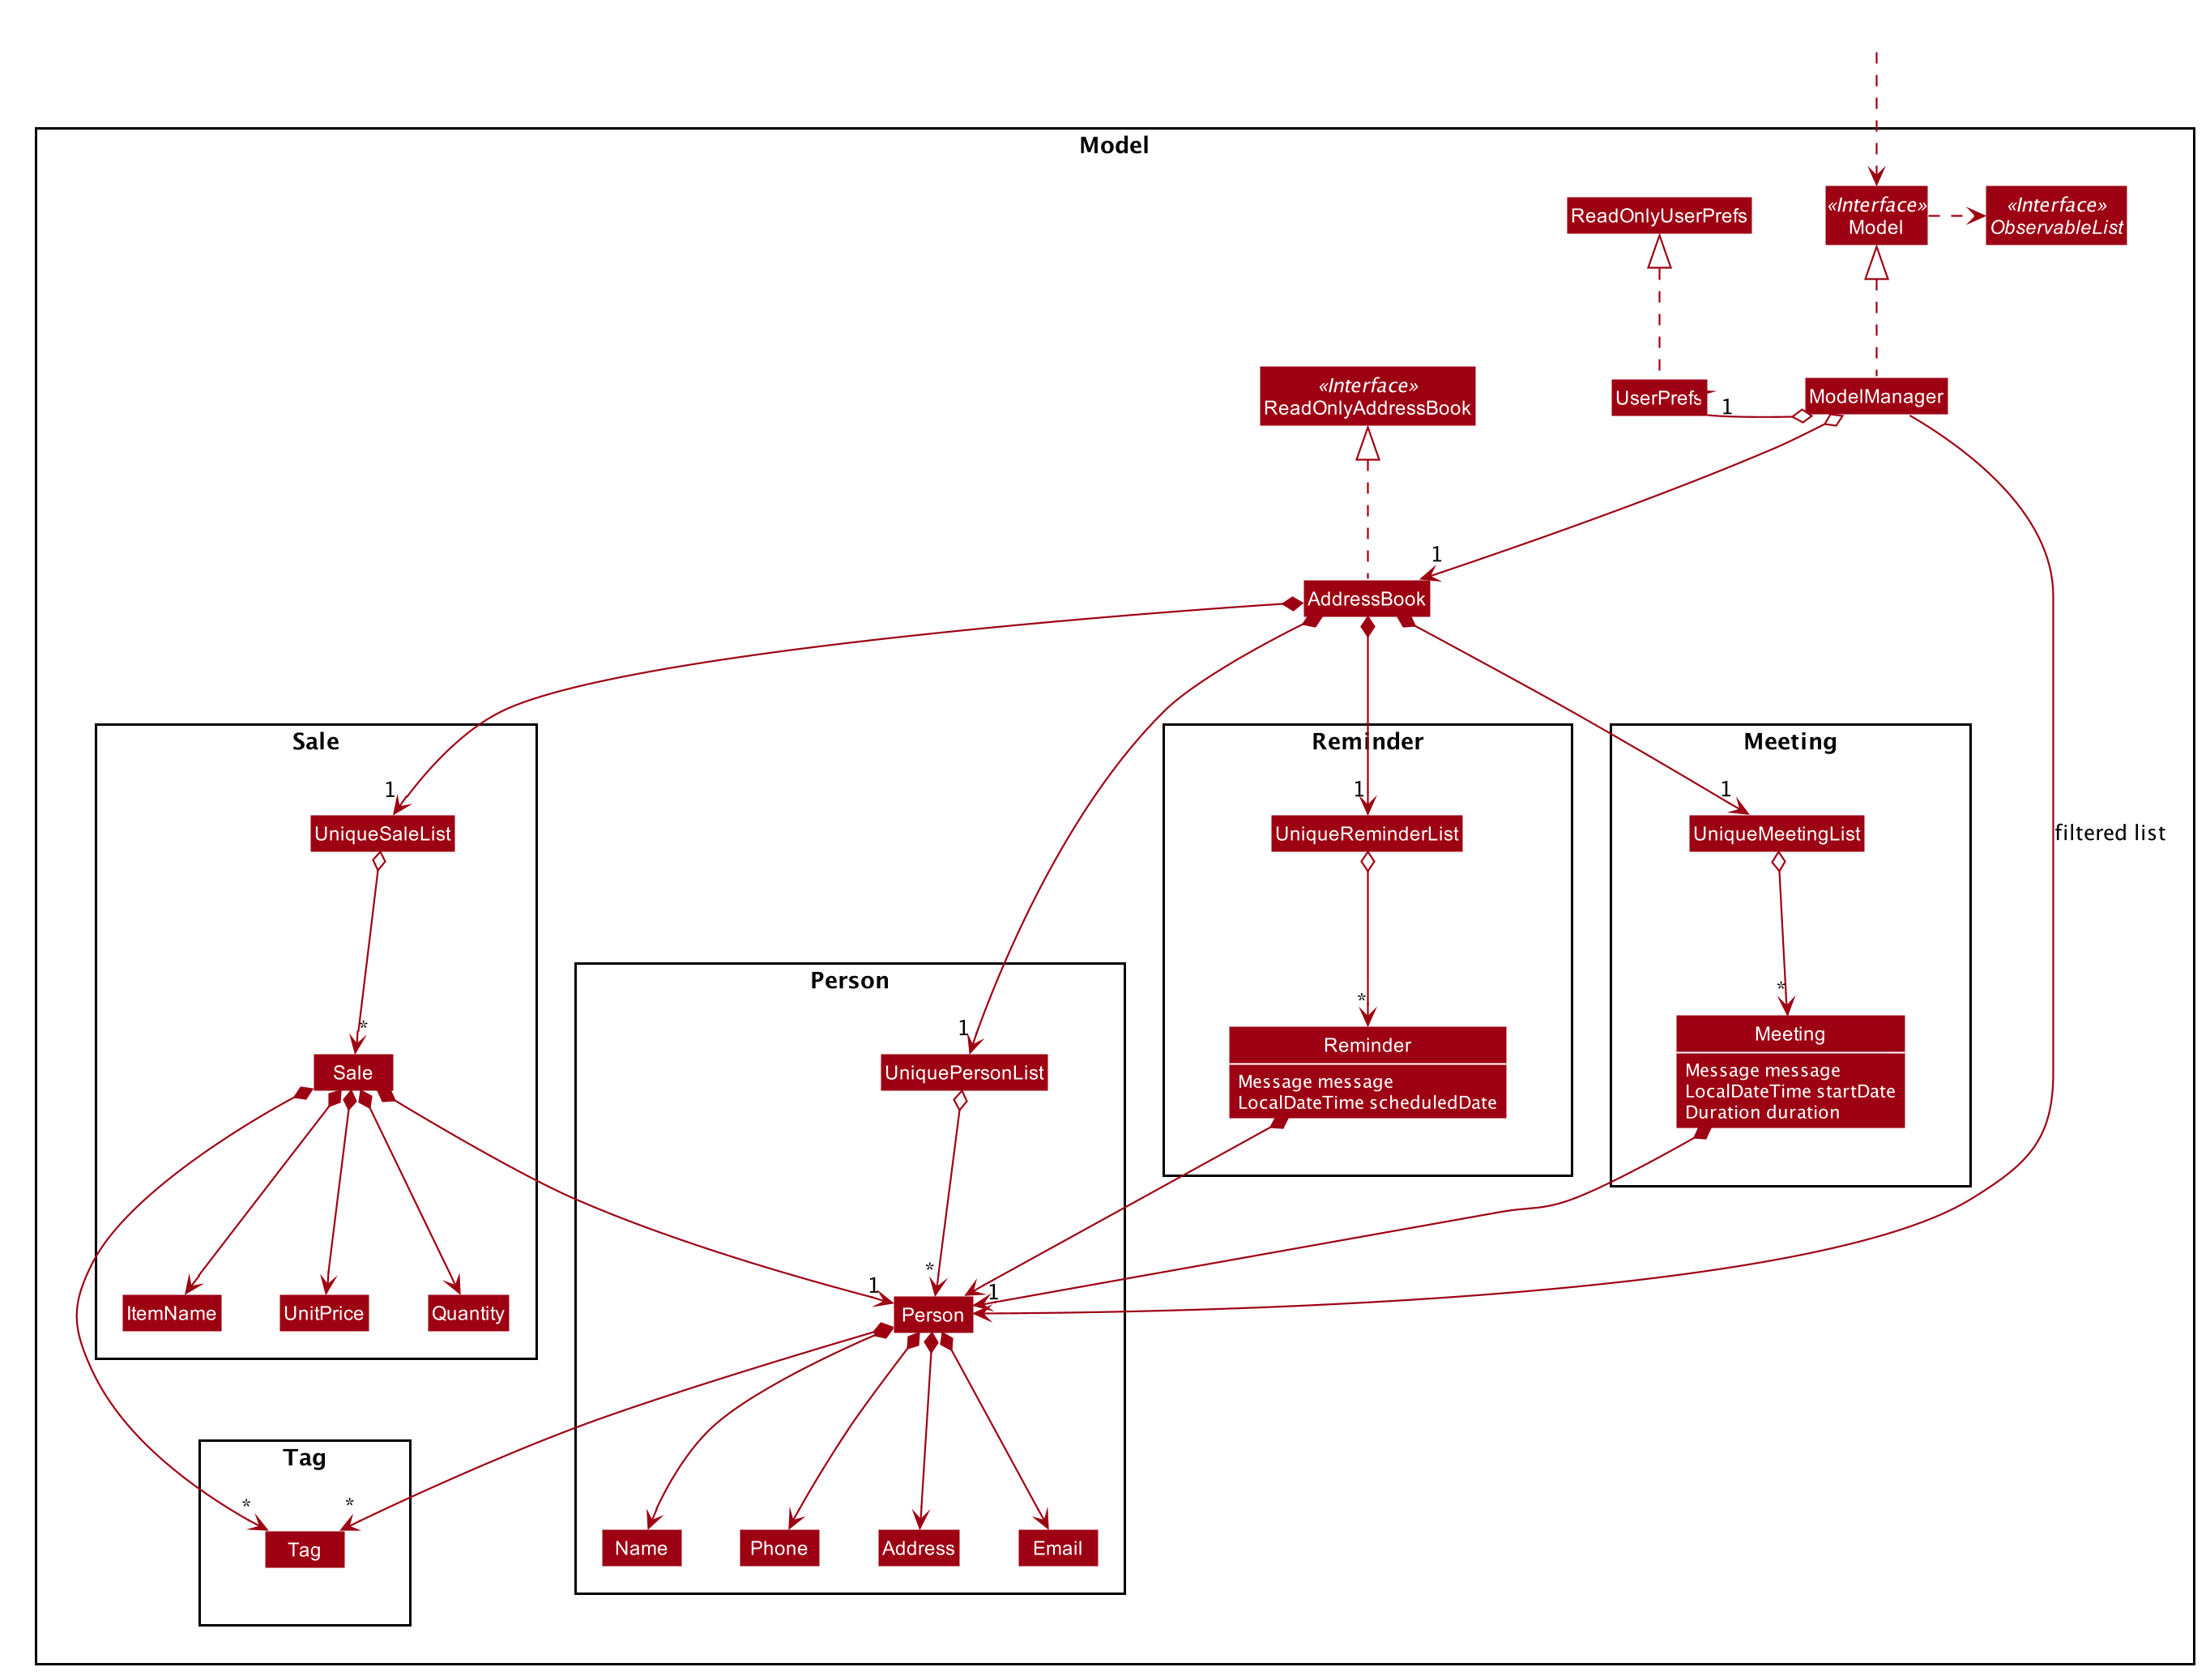 Model
«Interface»
Model
«Interface»
ObservableList
ReadOnlyUserPrefs
UserPrefs
1
ModelManager
«Interface»
ReadOnlyAddressBook
1
AddressBook
Sale
Reminder
Meeting
1
UniqueSaleList
1
UniqueReminderList
1
UniqueMeetingList
filtered list
Person
*
Sale
1
UniquePersonList
*
Reminder
Message message
LocalDateTime scheduledDate
*
Meeting
Message message
LocalDateTime startDate
Duration duration
ItemName
UnitPrice
Quantity
*
1
1
Person
Tag
*
*
Tag
Name
Phone
Address
Email